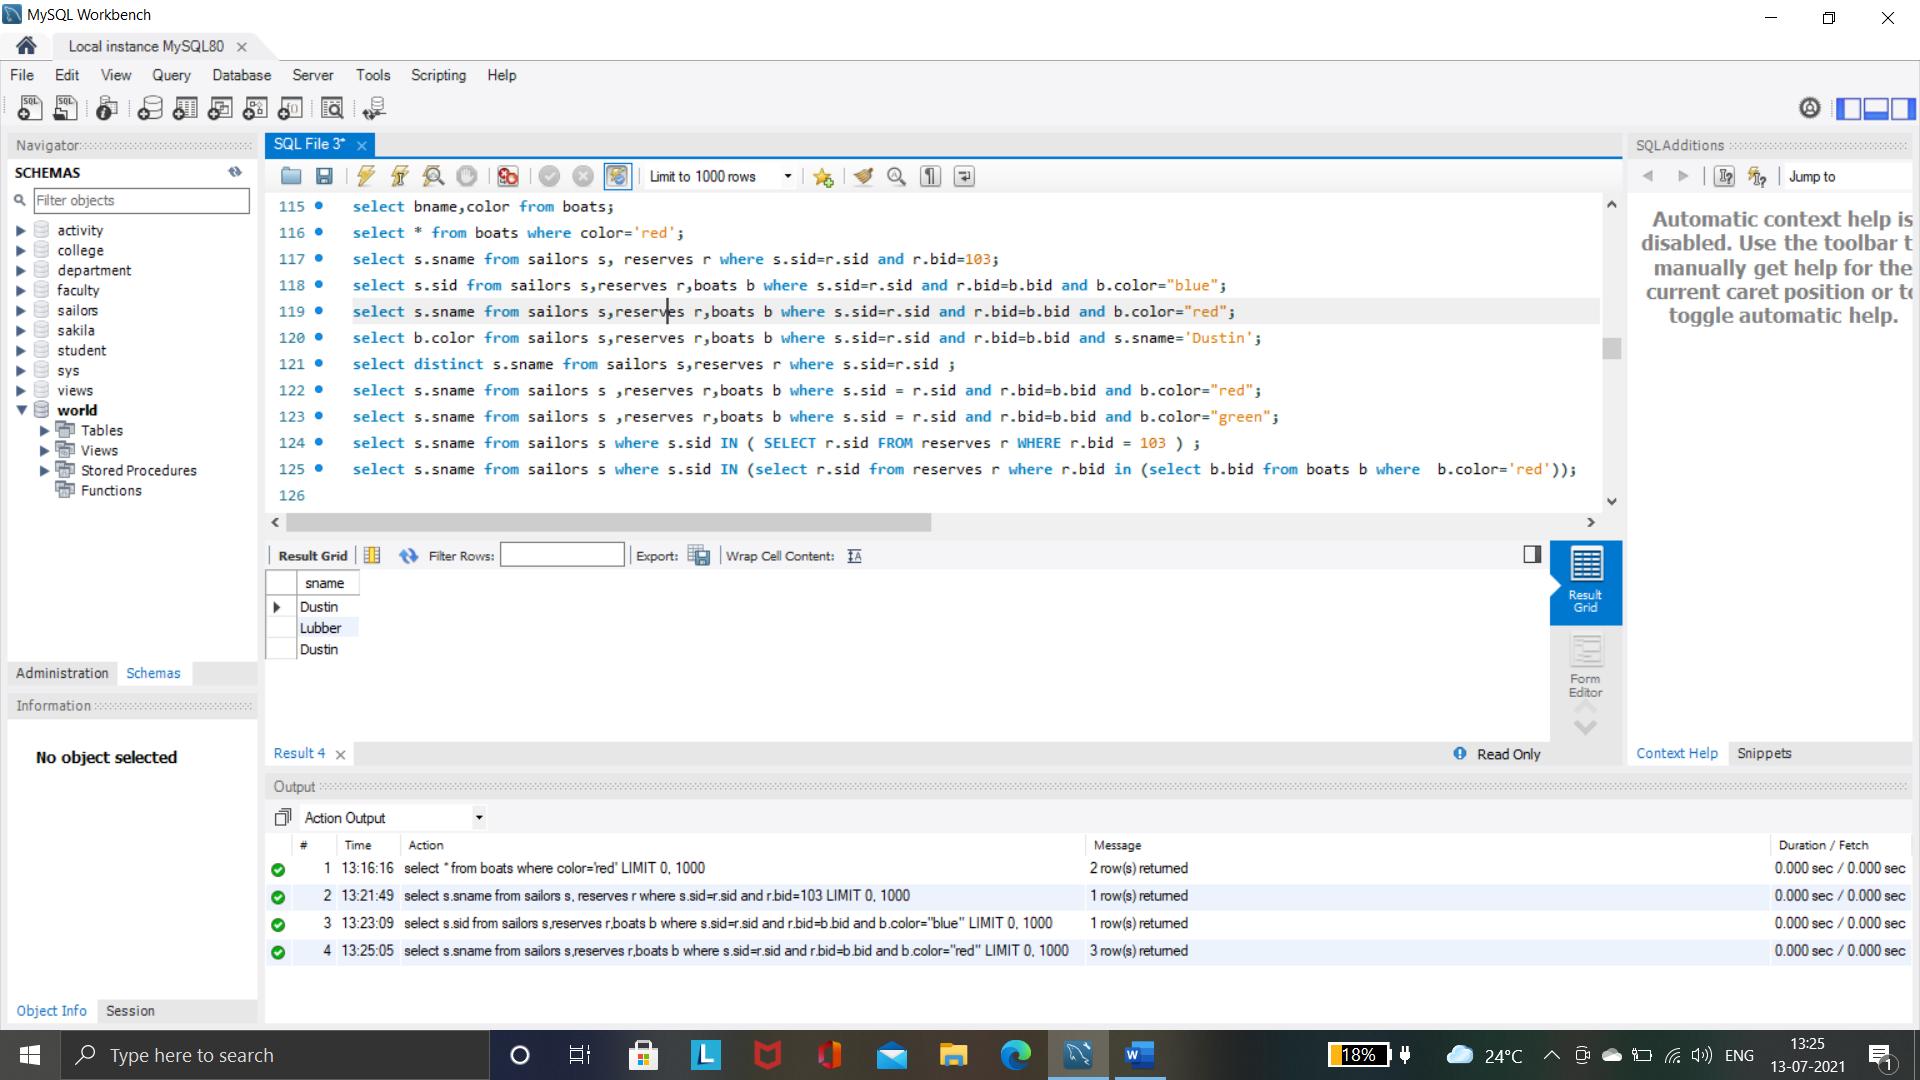 MySQL Workbench
Local instance MySQL80
File Edit View Query Database Server Tools Scripting Help
Navigator
SCHEMAS
Filter objects
activity
college
department
faculty
sailors
sakila
student
sys
views
world
Tables
Views
Stored Procedures
Functions
Administration Schemas
Information
No object selected
Object Info Session
SQL File 3*
Limit to 1000 rows
115 select bname,color from boats;
116 select * from boats where color='red';
117 select s.sname from sailors s, reserves r where s.sid=r.sid and r.bid=103;
118 select s.sid from sailors s,reserves r,boats b where s.sid=r.sid and r.bid=b.bid and b.color="blue";
119 select s.sname from sailors s,reserves r,boats b where s.sid=r.sid and r.bid=b.bid and b.color="red";
120 select b.color from sailors s,reserves r,boats b where s.sid=r.sid and r.bid=b.bid and s.sname='Dustin';
121 select distinct s.sname from sailors s,reserves r where s.sid=r.sid ;
122 select s.sname from sailors s ,reserves r,boats b where s.sid = r.sid and r.bid=b.bid and b.color="red";
123 select s.sname from sailors s ,reserves r,boats b where s.sid = r.sid and r.bid=b.bid and b.color="green";
124 select s.sname from sailors s where s.sid IN ( SELECT r.sid FROM reserves r WHERE r.bid = 103 ) ;
125 select s.sname from sailors s where s.sid IN (select r.sid from reserves r where r.bid in (select b.bid from boats b where b.color='red'));
126
Result Grid Filter Rows: Export: Wrap Cell Content:
sname
Dustin
Lubber
Dustin
Result Grid
Form Editor
Result 4
Read Only
SQLAdditions
Jump to
Automatic context help is
disabled. Use the toolbar t
manually get help for the
current caret position or to
toggle automatic help.
Context Help Snippets
Output
Action Output
# Time Action Message Duration / Fetch
1 13:16:16 select * from boats where color='red' LIMIT 0, 1000 2 row(s) returned 0.000 sec / 0.000 sec
2 13:21:49 select s.sname from sailors s, reserves r where s.sid=r.sid and r.bid=103 LIMIT 0, 1000 1 row(s) returned 0.000 sec / 0.000 sec
3 13:23:09 select s.sid from sailors s,reserves r,boats b where s.sid=r.sid and r.bid=b.bid and b.color="blue" LIMIT 0, 1000 1 row(s) returned 0.000 sec / 0.000 sec
4 13:25:05 select s.sname from sailors s,reserves r,boats b where s.sid=r.sid and r.bid=b.bid and b.color="red" LIMIT 0, 1000 3 row(s) returned 0.000 sec / 0.000 sec
Type here to search
18%
24°C
ENG
13:25
13-07-2021
1